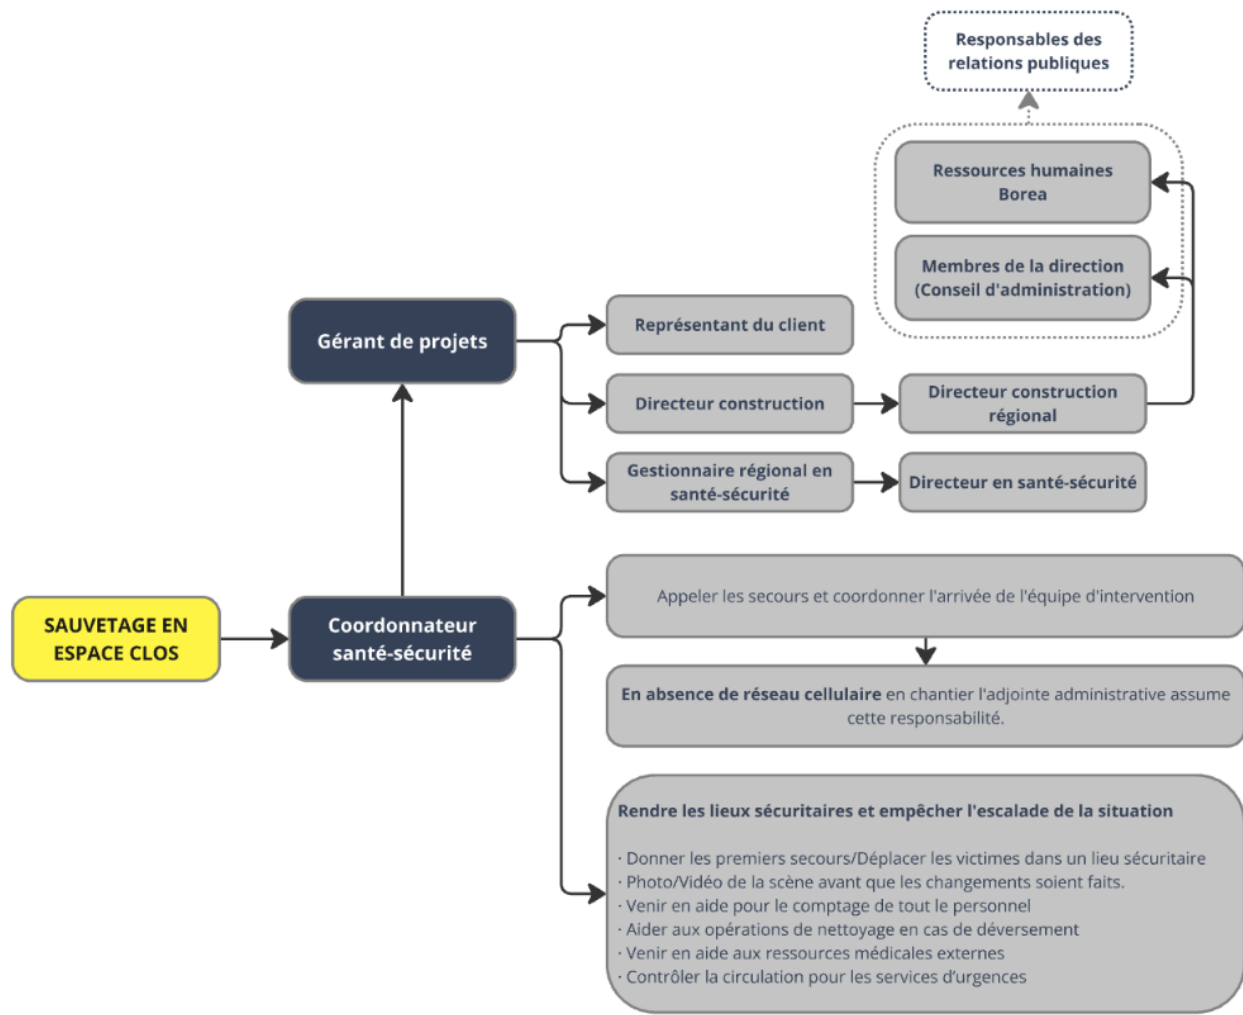 Responsables des
relations publiques
Ressources humaines
Borea
Membres de la direction
(Conseil d'administration)
Gérant de projets
Représentant du client
Directeur construction
Directeur construction
régional
Gestionnaire régional en
santé-sécurité
Directeur en santé-sécurité
SAUVETAGE EN
ESPACE CLOS
Coordonnateur
santé-sécurité
Appeler les secours et coordonner l'arrivée de l'équipe d'intervention
En absence de réseau cellulaire en chantier l'adjointe administrative assume
cette responsabilité.
Rendre les lieux sécuritaires et empêcher l'escalade de la situation
· Donner les premiers secours/Déplacer les victimes dans un lieu sécuritaire
· Photo/Vidéo de la scène avant que les changements soient faits.
· Venir en aide pour le comptage de tout le personnel
· Aider aux opérations de nettoyage en cas de déversement
· Venir en aide aux ressources médicales externes
· Contrôler la circulation pour les services d’urgences